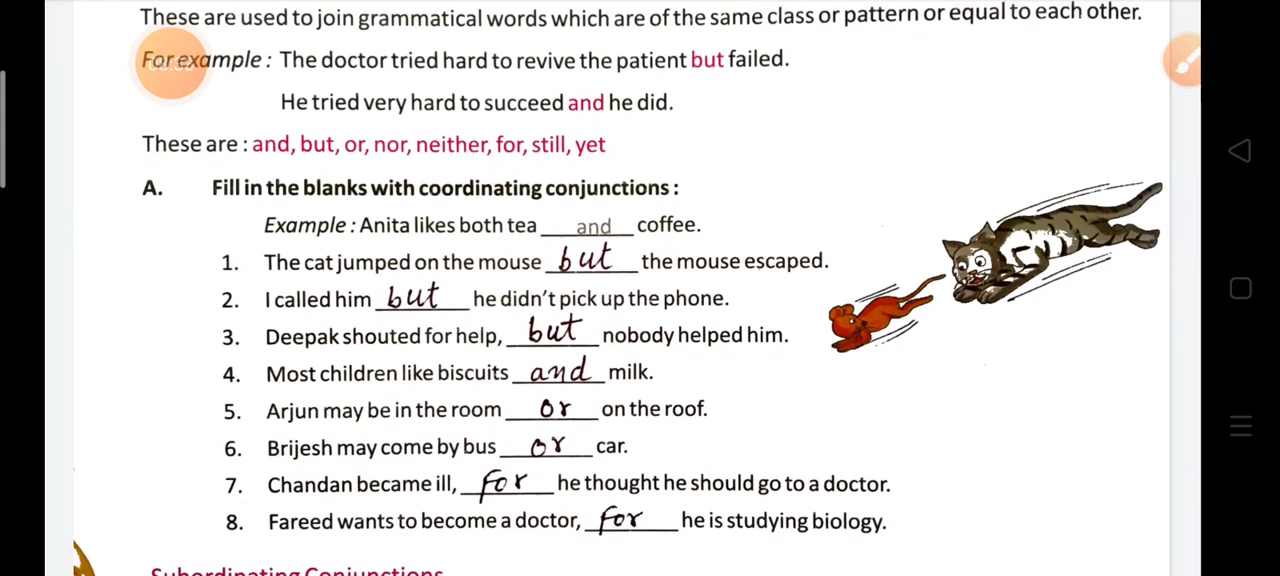 These are used to join grammatical words which are of the same class or pattern or equal to each other.
For example : The doctor tried hard to revive the patient but failed.
He tried very hard to succeed and he did.
These are : and, but, or, nor, neither, for, still, yet
A. Fill in the blanks with coordinating conjunctions :
Example : Anita likes both tea and coffee.
1. The cat jumped on the mouse but the mouse escaped.
2. I called him but he didn't pick up the phone.
3. Deepak shouted for help, but nobody helped him.
4. Most children like biscuits and milk.
5. Arjun may be in the room or on the roof.
6. Brijesh may come by bus or car.
7. Chandan became ill, for he thought he should go to a doctor.
8. Fareed wants to become a doctor, for he is studying biology.
Subordinating Conjunctions